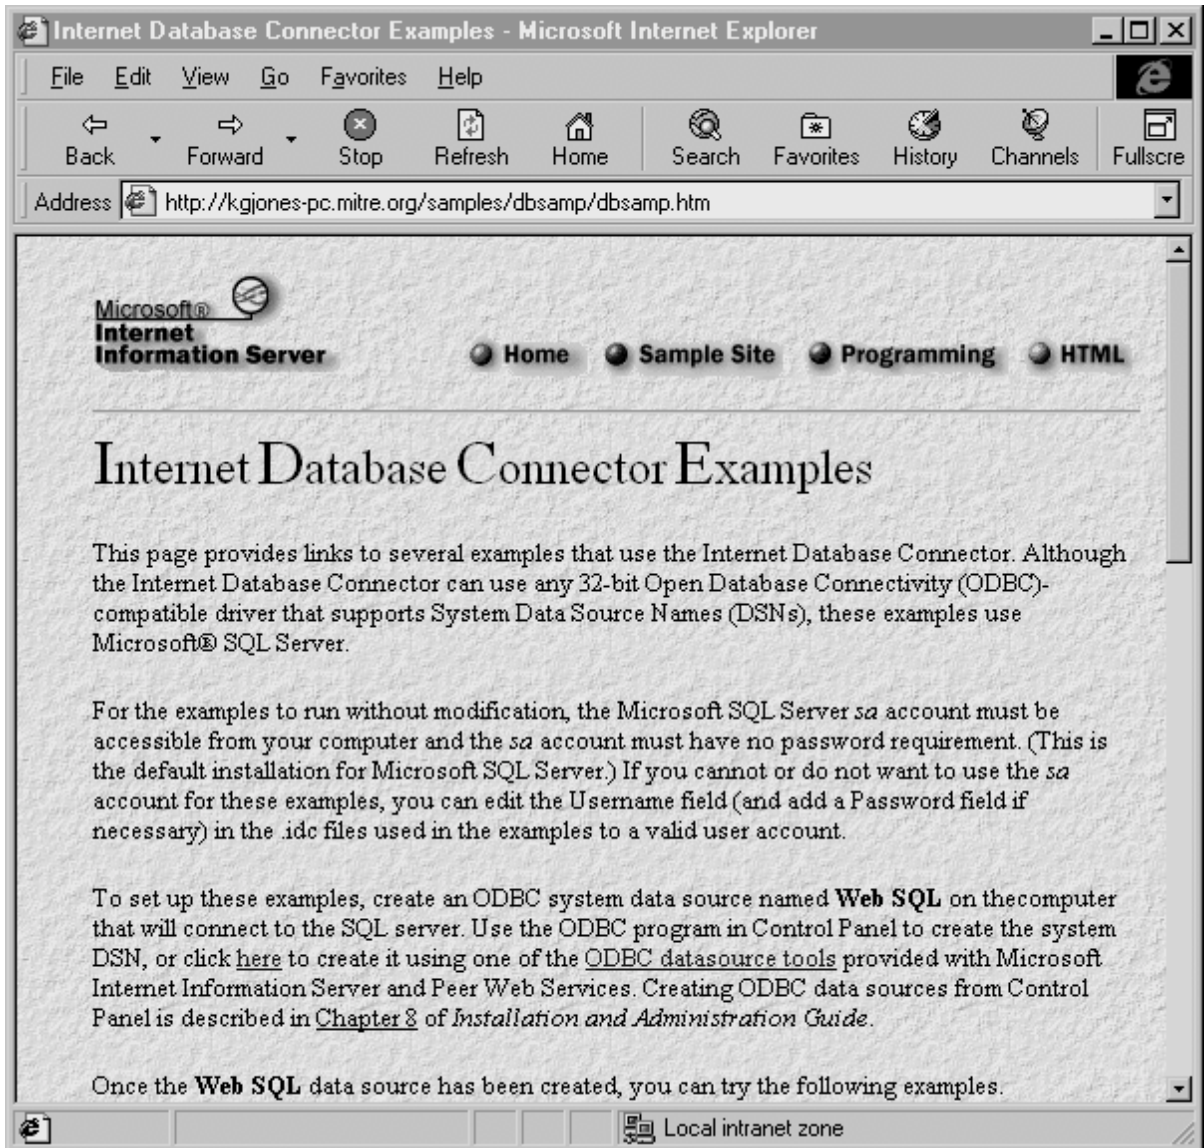 Internet Database Connector Examples - Microsoft Internet Explorer
File Edit View Go Favorites Help
Back Forward Stop Refresh Home Search Favorites History Channels Fullscre
Address http://kgjones-pc.mitre.org/samples/dbsamp/dbsamp.htm
Microsoft®
Internet
Information Server
Home Sample Site Programming HTML
Internet Database Connector Examples
This page provides links to several examples that use the Internet Database Connector. Although
the Internet Database Connector can use any 32-bit Open Database Connectivity (ODBC)-
compatible driver that supports System Data Source Names (DSNs), these examples use
Microsoft® SQL Server.
For the examples to run without modification, the Microsoft SQL Server sa account must be
accessible from your computer and the sa account must have no password requirement. (This is
the default installation for Microsoft SQL Server.) If you cannot or do not want to use the sa
account for these examples, you can edit the Username field (and add a Password field if
necessary) in the .idc files used in the examples to a valid user account.
To set up these examples, create an ODBC system data source named Web SQL on thecomputer
that will connect to the SQL server. Use the ODBC program in Control Panel to create the system
DSN, or click here to create it using one of the ODBC datasource tools provided with Microsoft
Internet Information Server and Peer Web Services. Creating ODBC data sources from Control
Panel is described in Chapter 8 of Installation and Administration Guide.
Once the Web SQL data source has been created, you can try the following examples.
Local intranet zone